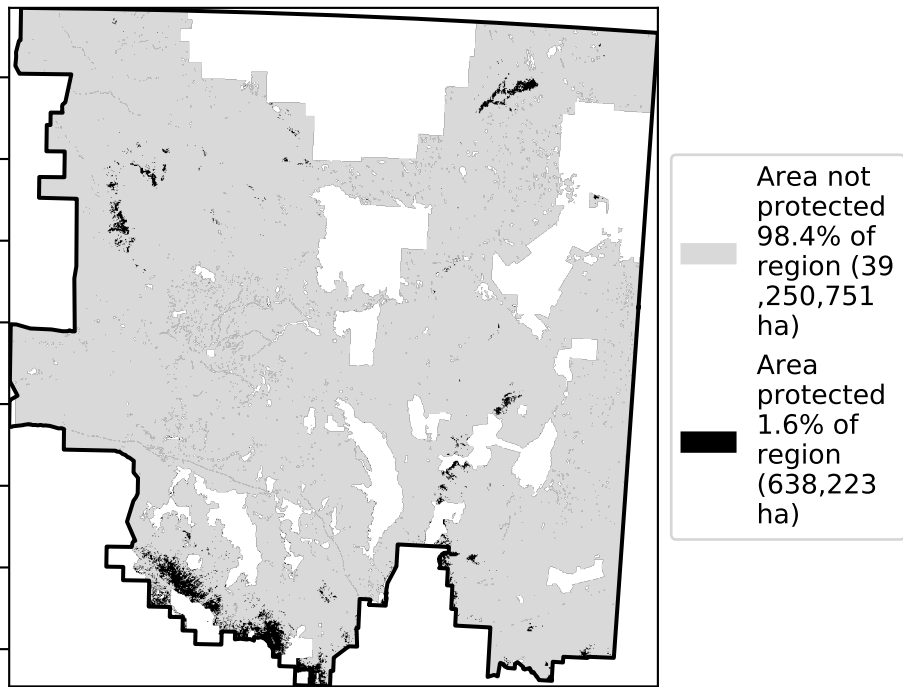 Area not
protected
98.4% of
region (39
,250,751
ha)
Area
protected
1.6% of
region
(638,223
ha)